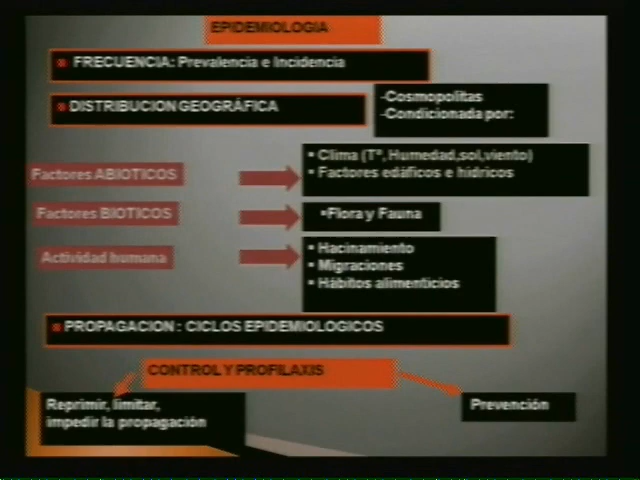 EPIDEMIOLOGIA
▪ FRECUENCIA: Prevalencia e Incidencia
▪ DISTRIBUCION GEOGRÁFICA
-Cosmopolitas
-Condicionada por:
Factores ABIOTICOS
▪ Clima (Tº, Humedad,sol,viento)
▪ Factores edáficos e hídricos
Factores BIOTICOS
▪Flora y Fauna
Actividad humana
▪ Hacinamiento
▪ Migraciones
▪ Hábitos alimenticios
▪ PROPAGACION : CICLOS EPIDEMIOLOGICOS
CONTROL Y PROFILAXIS
Reprimir, limitar,
impedir la propagación
Prevención